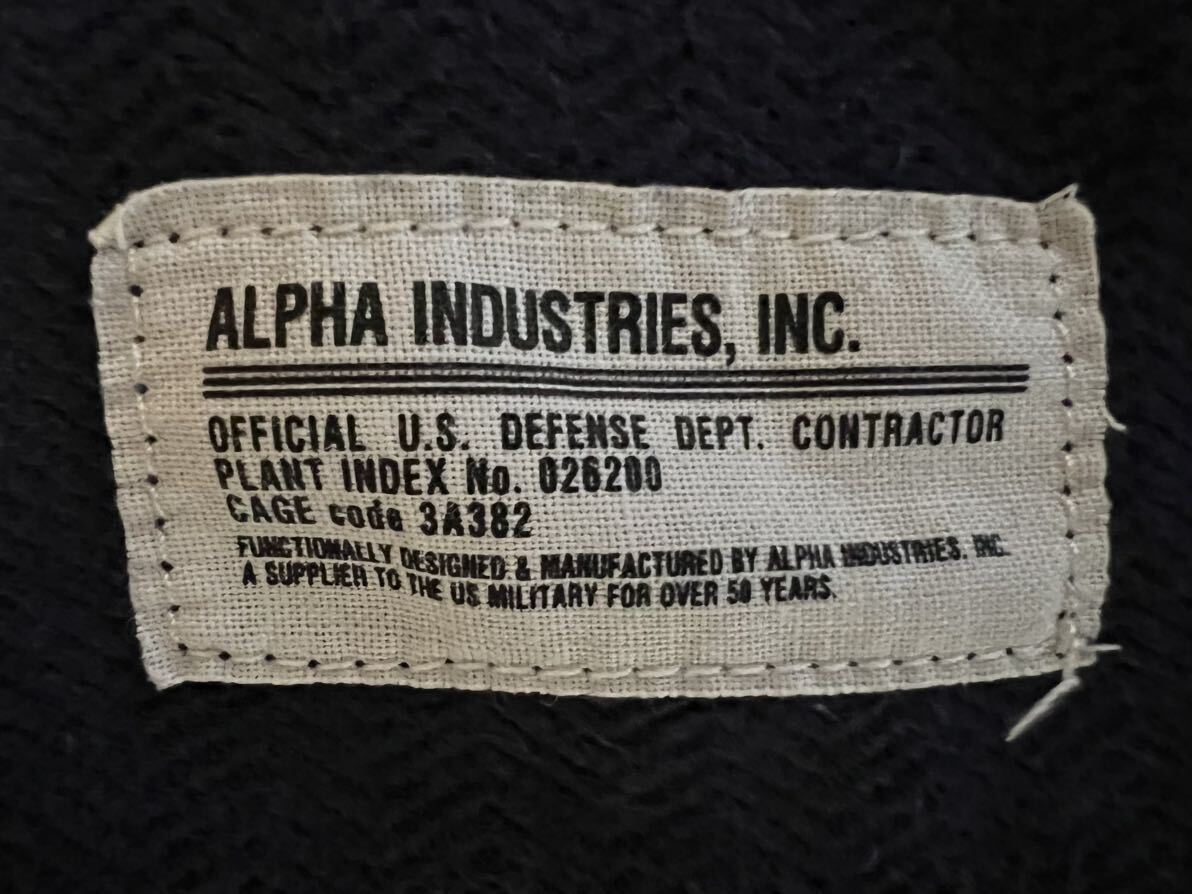 ALPHA INDUSTRIES, INC.
OFFICIAL U.S. DEFENSE DEPT. CONTRACTOR
PLANT INDEX No. 026200
CAGE code 3A382
FUNCTIONALLY DESIGNED & MANUFACTURED BY ALPHA INDUSTRIES. INC.
A SUPPLIER TO THE US MILITARY FOR OVER 50 YEARS.